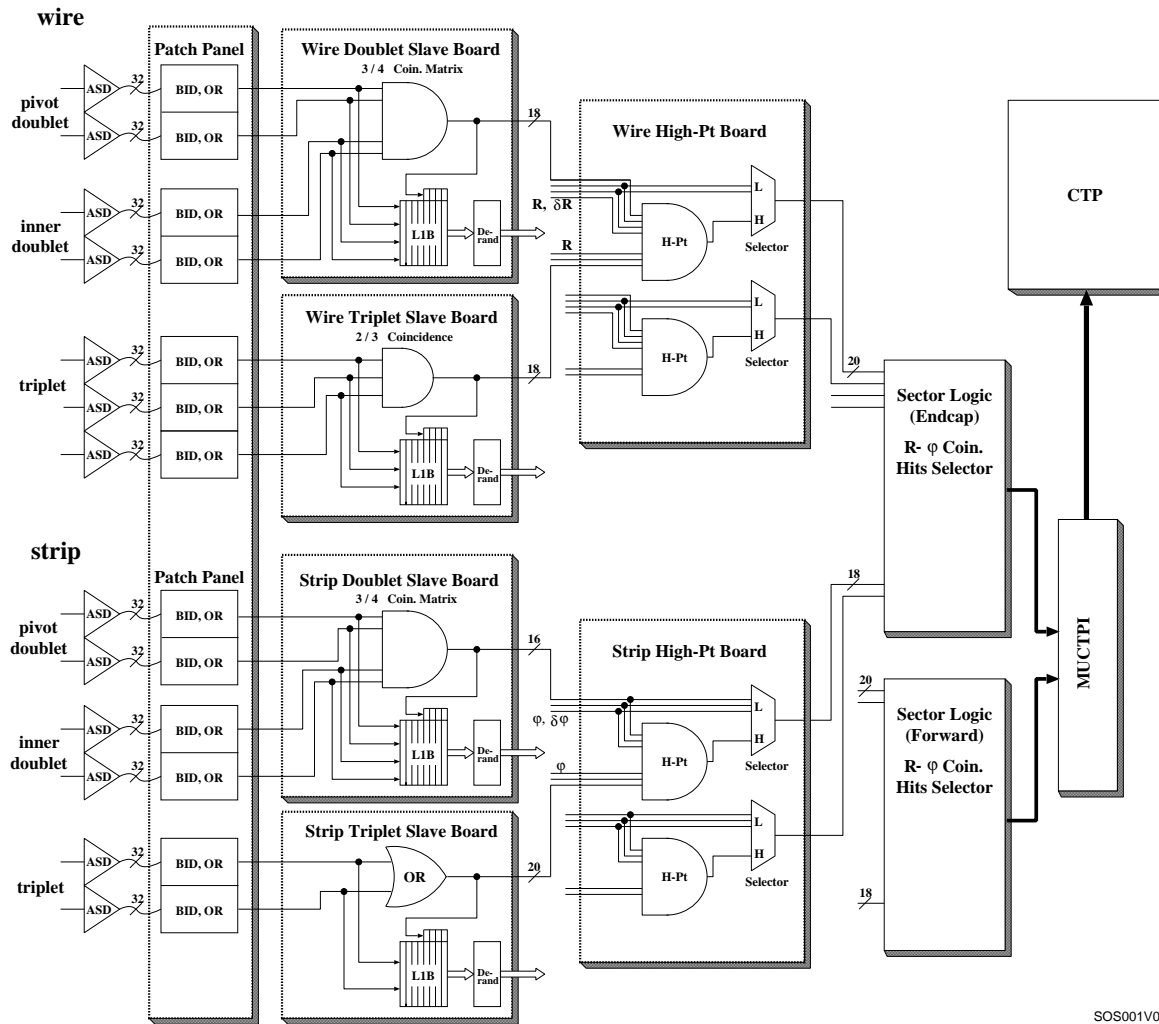 wire
Patch Panel
pivot
doublet
ASD
32
BID, OR
ASD
32
BID, OR
inner
doublet
ASD
32
BID, OR
ASD
32
BID, OR
triplet
ASD
32
BID, OR
ASD
32
BID, OR
ASD
32
BID, OR
Wire Doublet Slave Board
3 / 4 Coin. Matrix
L1B
De-
rand
18
Wire Triplet Slave Board
2 / 3 Coincidence
L1B
De-
rand
18
Wire High-Pt Board
R, δR
R
H-Pt
L
H
Selector
H-Pt
L
H
Selector
CTP
20
Sector Logic
(Endcap)
R- φ Coin.
Hits Selector
18
MUCTPI
strip
Patch Panel
pivot
doublet
ASD
32
BID, OR
ASD
32
BID, OR
inner
doublet
ASD
32
BID, OR
ASD
32
BID, OR
triplet
ASD
32
BID, OR
ASD
32
BID, OR
Strip Doublet Slave Board
3 / 4 Coin. Matrix
L1B
De-
rand
16
Strip Triplet Slave Board
OR
L1B
De-
rand
20
Strip High-Pt Board
φ, δφ
φ
H-Pt
L
H
Selector
H-Pt
L
H
Selector
20
Sector Logic
(Forward)
R- φ Coin.
Hits Selector
18
SOS001V0